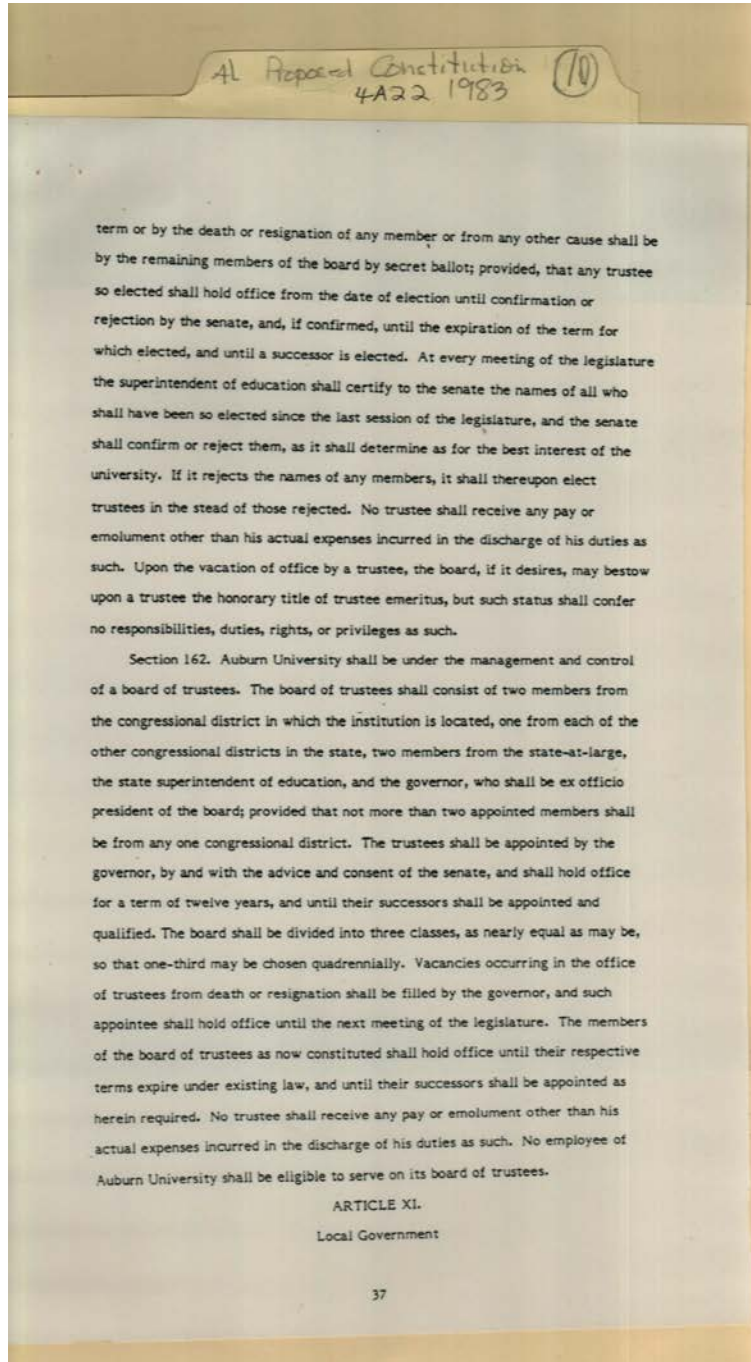 AL Proposed Constitution (10)
4A22 1983
term or by the death or resignation of any member or from any other cause shall be
by the remaining members of the board by secret ballot; provided, that any trustee
so elected shall hold office from the date of election until confirmation or
rejection by the senate, and, if confirmed, until the expiration of the term for
which elected, and until a successor is elected. At every meeting of the legislature
the superintendent of education shall certify to the senate the names of all who
shall have been so elected since the last session of the legislature, and the senate
shall confirm or reject them, as it shall determine as for the best interest of the
university. If it rejects the names of any members, it shall thereupon elect
trustees in the stead of those rejected. No trustee shall receive any pay or
emolument other than his actual expenses incurred in the discharge of his duties as
such. Upon the vacation of office by a trustee, the board, if it desires, may bestow
upon a trustee the honorary title of trustee emeritus, but such status shall confer
no responsibilities, duties, rights, or privileges as such.
Section 162. Auburn University shall be under the management and control
of a board of trustees. The board of trustees shall consist of two members from
the congressional district in which the institution is located, one from each of the
other congressional districts in the state, two members from the state-at-large,
the state superintendent of education, and the governor, who shall be ex officio
president of the board; provided that not more than two appointed members shall
be from any one congressional district. The trustees shall be appointed by the
governor, by and with the advice and consent of the senate, and shall hold office
for a term of twelve years, and until their successors shall be appointed and
qualified. The board shall be divided into three classes, as nearly equal as may be,
so that one-third may be chosen quadrennially. Vacancies occurring in the office
of trustees from death or resignation shall be filled by the governor, and such
appointee shall hold office until the next meeting of the legislature. The members
of the board of trustees as now constituted shall hold office until their respective
terms expire under existing law, and until their successors shall be appointed as
herein required. No trustee shall receive any pay or emolument other than his
actual expenses incurred in the discharge of his duties as such. No employee of
Auburn University shall be eligible to serve on its board of trustees.
ARTICLE XI.
Local Government
37